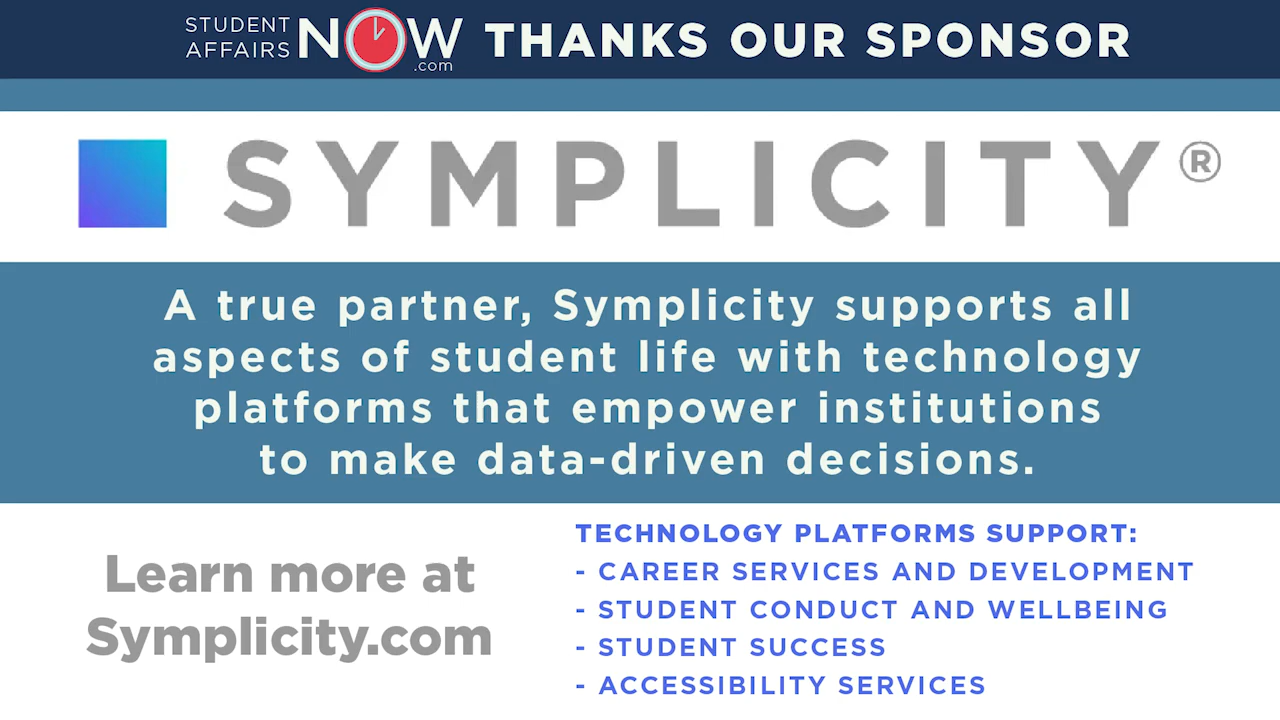 STUDENT AFFAIRS NOW.com THANKS OUR SPONSOR
SYMPLICITY®
A true partner, Symplicity supports all
aspects of student life with technology
platforms that empower institutions
to make data-driven decisions.
Learn more at
Symplicity.com
TECHNOLOGY PLATFORMS SUPPORT:
- CAREER SERVICES AND DEVELOPMENT
- STUDENT CONDUCT AND WELLBEING
- STUDENT SUCCESS
- ACCESSIBILITY SERVICES